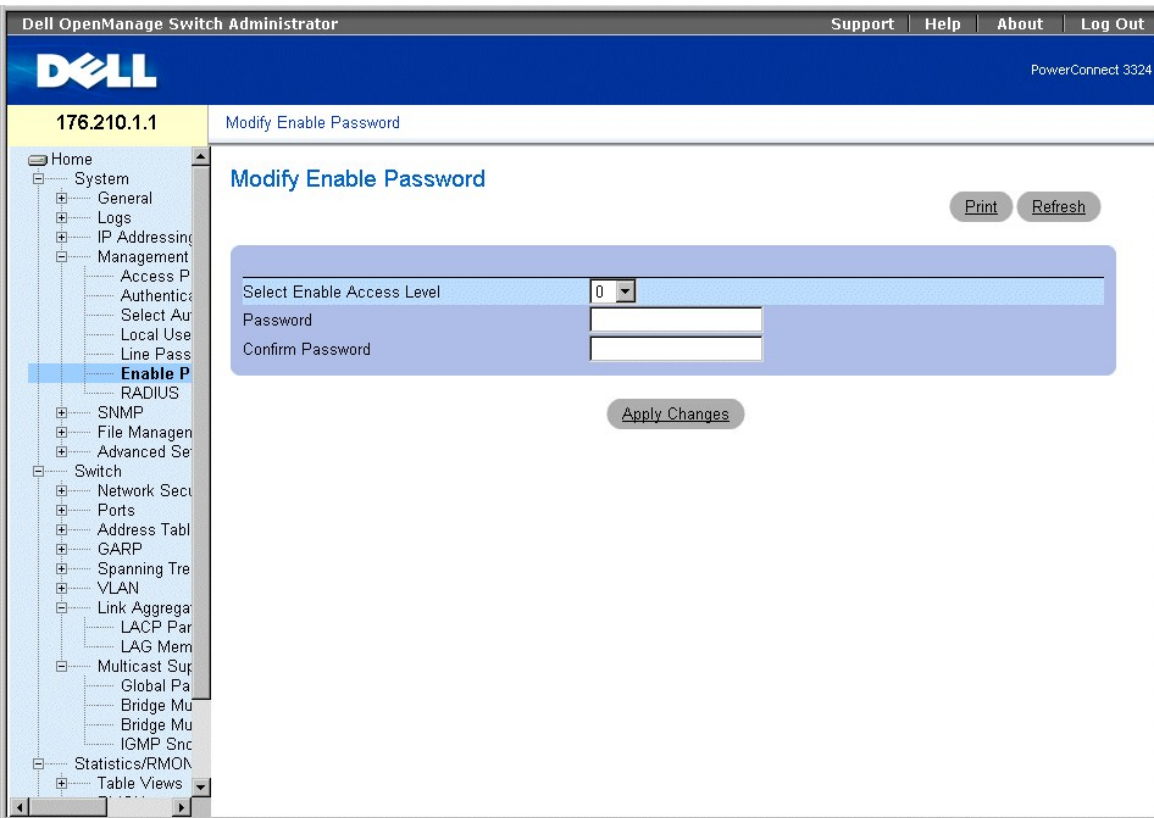 Dell OpenManage Switch Administrator
Support
Help
About
Log Out
DELL
PowerConnect 3324
176.210.1.1
Modify Enable Password
Home
System
General
Logs
IP Addressing
Management
Access P
Authentica
Select Aut
Local Use
Line Pass
Enable P
RADIUS
SNMP
File Managen
Advanced Set
Switch
Network Secu
Ports
Address Tabl
GARP
Spanning Tre
VLAN
Link Aggregat
LACP Par
LAG Mem
Multicast Sup
Global Pa
Bridge Mu
Bridge Mu
IGMP Sno
Statistics/RMON
Table Views
Modify Enable Password
Print
Refresh
Select Enable Access Level
0
Password
Confirm Password
Apply Changes